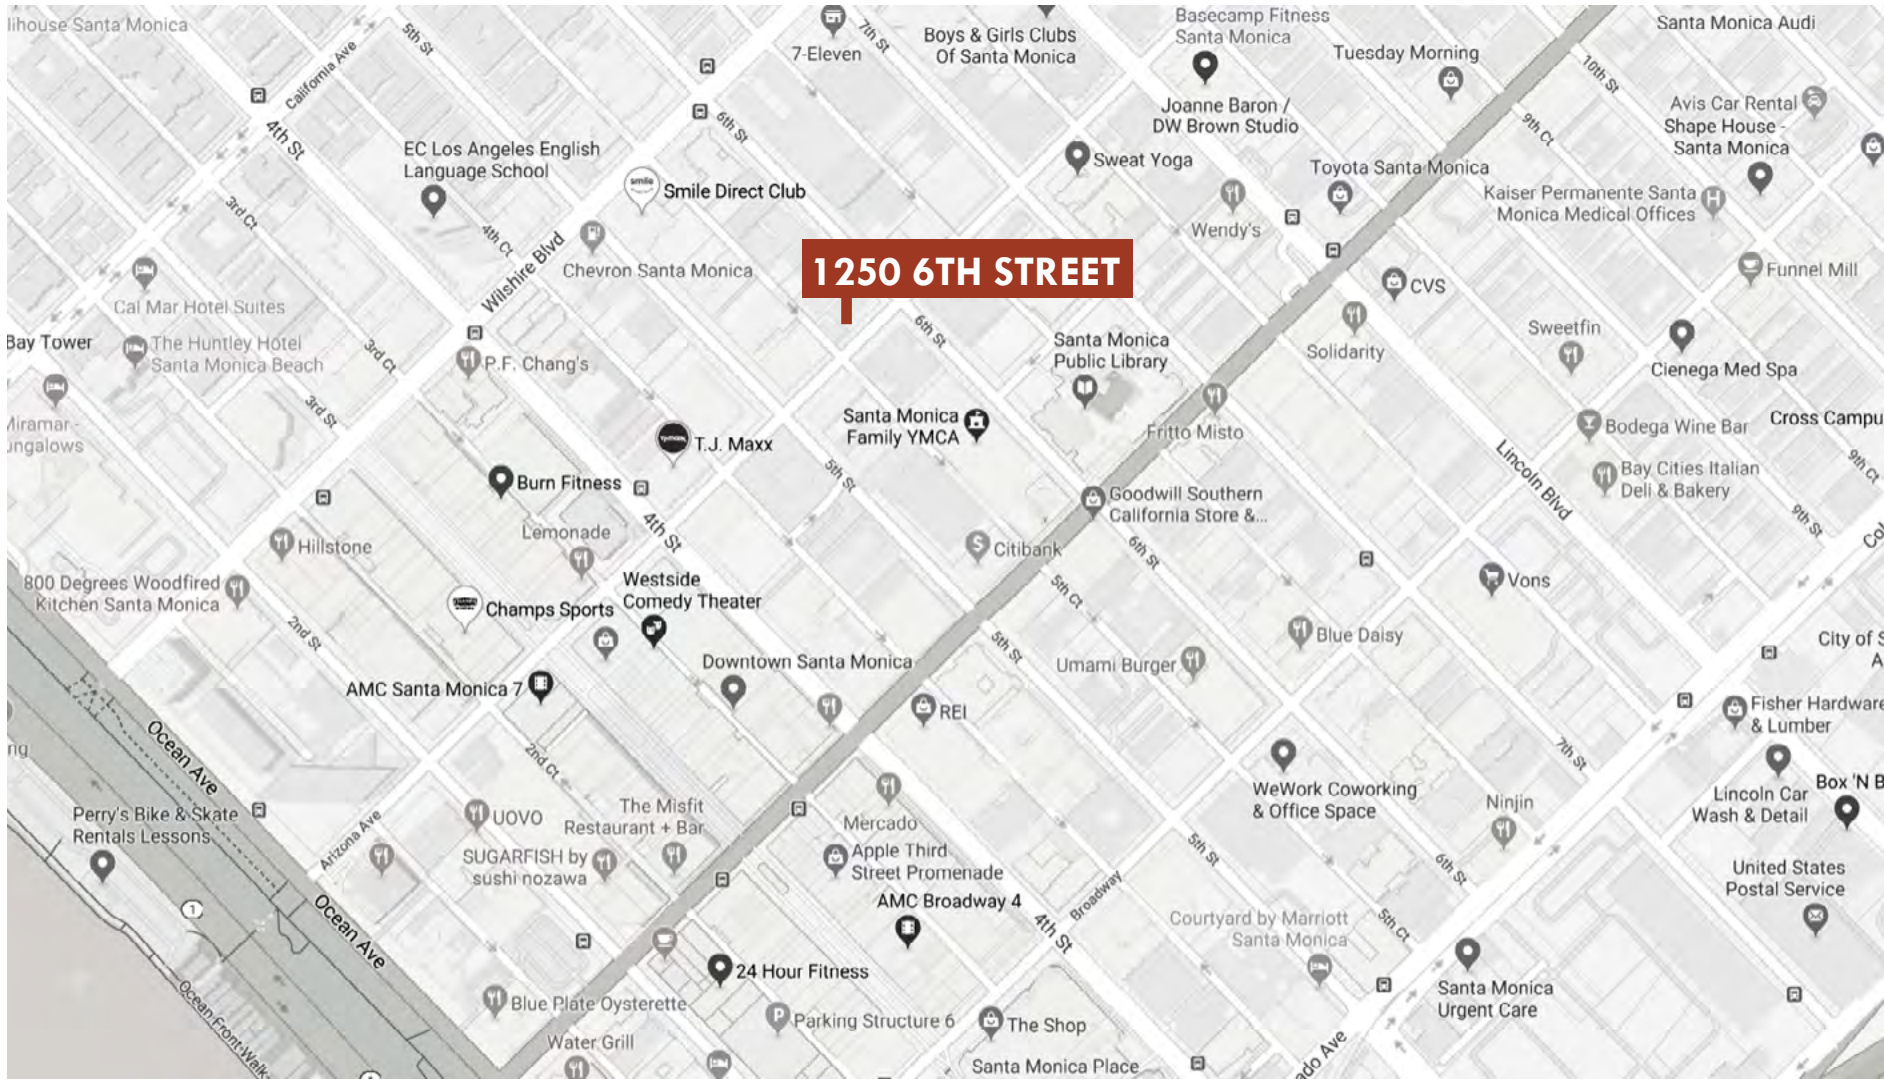 llhouse Santa Monica
California Ave
5th St
7-Eleven
7th St
Boys & Girls Clubs
Of Santa Monica
Basecamp Fitness
Santa Monica
Tuesday Morning
Santa Monica Audi
10th St
4th St
6th St
Joanne Baron /
DW Brown Studio
9th Ct
Avis Car Rental
Shape House -
Santa Monica
EC Los Angeles English
Language School
smile
Smile Direct Club
Sweat Yoga
Toyota Santa Monica
Kaiser Permanente Santa
Monica Medical Offices
H
3rd Ct
4th Ct
Wilshire Blvd
Chevron Santa Monica
1250 6TH STREET
Wendy's
CVS
Funnel Mill
Cal Mar Hotel Suites
Bay Tower
The Huntley Hotel
Santa Monica Beach
3rd Ct
P.F. Chang's
6th St
Santa Monica
Public Library
Solidarity
Sweetfin
Cienega Med Spa
Miramar -
ungalows
3rd St
T.J. Maxx
Santa Monica
Family YMCA
Fritto Misto
Bodega Wine Bar
Cross Campu
Burn Fitness
5th St
Lincoln Blvd
Bay Cities Italian
Deli & Bakery
9th Ct
Goodwill Southern
California Store &...
9th St
Hillstone
Lemonade
4th St
Citibank
6th St
Col
800 Degrees Woodfired
Kitchen Santa Monica
Westside
Comedy Theater
Champs Sports
5th Ct
Vons
2nd St
5th St
Blue Daisy
City of S
A
AMC Santa Monica 7
Downtown Santa Monica
Umami Burger
REI
Fisher Hardware
& Lumber
ng
Ocean Ave
2nd Ct
7th St
WeWork Coworking
& Office Space
Box 'N B
Lincoln Car
Wash & Detail
Perry's Bike & Skate
Rentals Lessons
Arizona Ave
UOVO
The Misfit
Restaurant + Bar
Mercado
Ninjin
SUGARFISH by
sushi nozawa
Apple Third
Street Promenade
5th St
6th St
United States
Postal Service
1
Ocean Ave
AMC Broadway 4
Broadway
4th St
Courtyard by Marriott
Santa Monica
5th Ct
24 Hour Fitness
Ocean Front Walk
Blue Plate Oysterette
P
Parking Structure 6
The Shop
Santa Monica
Urgent Care
Water Grill
Santa Monica Place
ado Ave